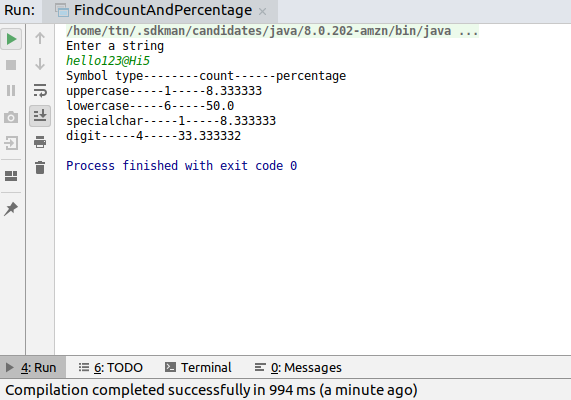 Run: FindCountAndPercentage ×
/home/ttn/.sdkman/candidates/java/8.0.202-amzn/bin/java ...
Enter a string
hello123@Hi5
Symbol type--------count------percentage
uppercase-----1-----8.333333
lowercase-----6-----50.0
specialchar-----1-----8.333333
digit-----4-----33.333332
Process finished with exit code 0
4: Run 6: TODO Terminal 0: Messages
Compilation completed successfully in 994 ms (a minute ago)